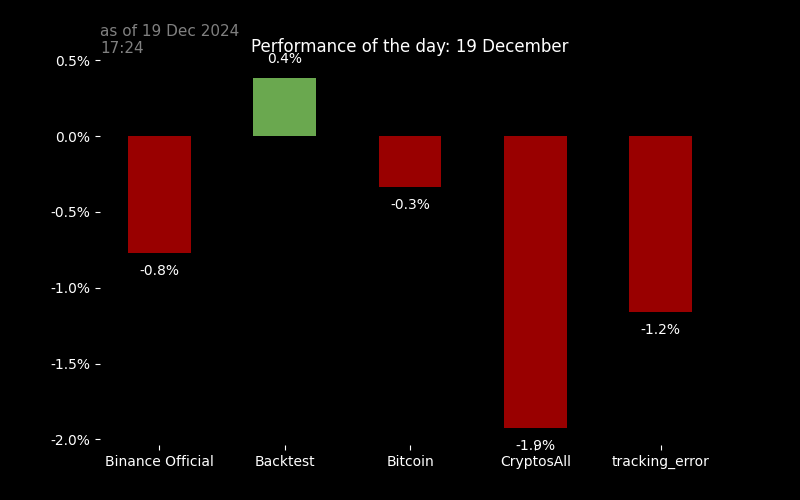 as of 19 Dec 2024
17:24
Performance of the day: 19 December
0.5%
0.4%
0.0%
-0.5%
-0.3%
-0.8%
-1.0%
-1.2%
-1.5%
-2.0%
-1.9%
Binance Official
Backtest
Bitcoin
CryptosAll
tracking_error